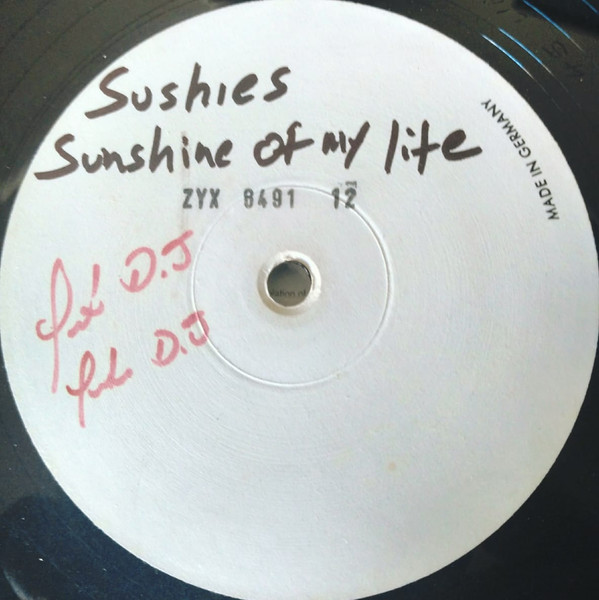 Sushies
Sunshine of my life
ZYX 8491 12
MADE IN GERMANY
D.J
D.J